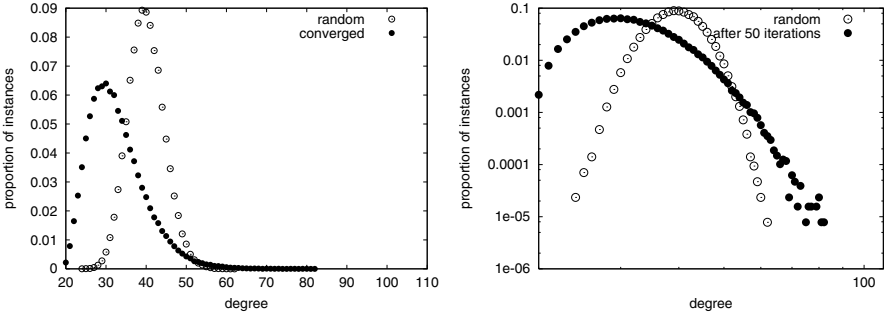 0.09
0.08
0.07
0.06
0.05
0.04
0.03
0.02
0.01
0
proportion of instances
20 30 40 50 60 70 80 90 100 110
degree
random
converged
0.1
0.01
0.001
0.0001
1e-05
1e-06
proportion of instances
100
degree
random
after 50 iterations